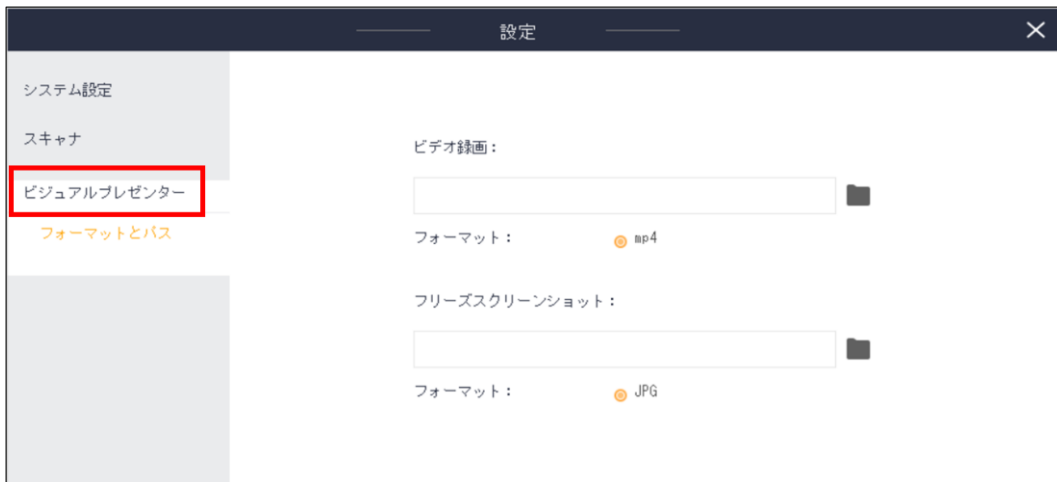 設定
システム設定
スキャナ
ビジュアルプレゼンター
フォーマットとパス
ビデオ録画：
フォーマット： mp4
フリーズスクリーンショット：
フォーマット： JPG